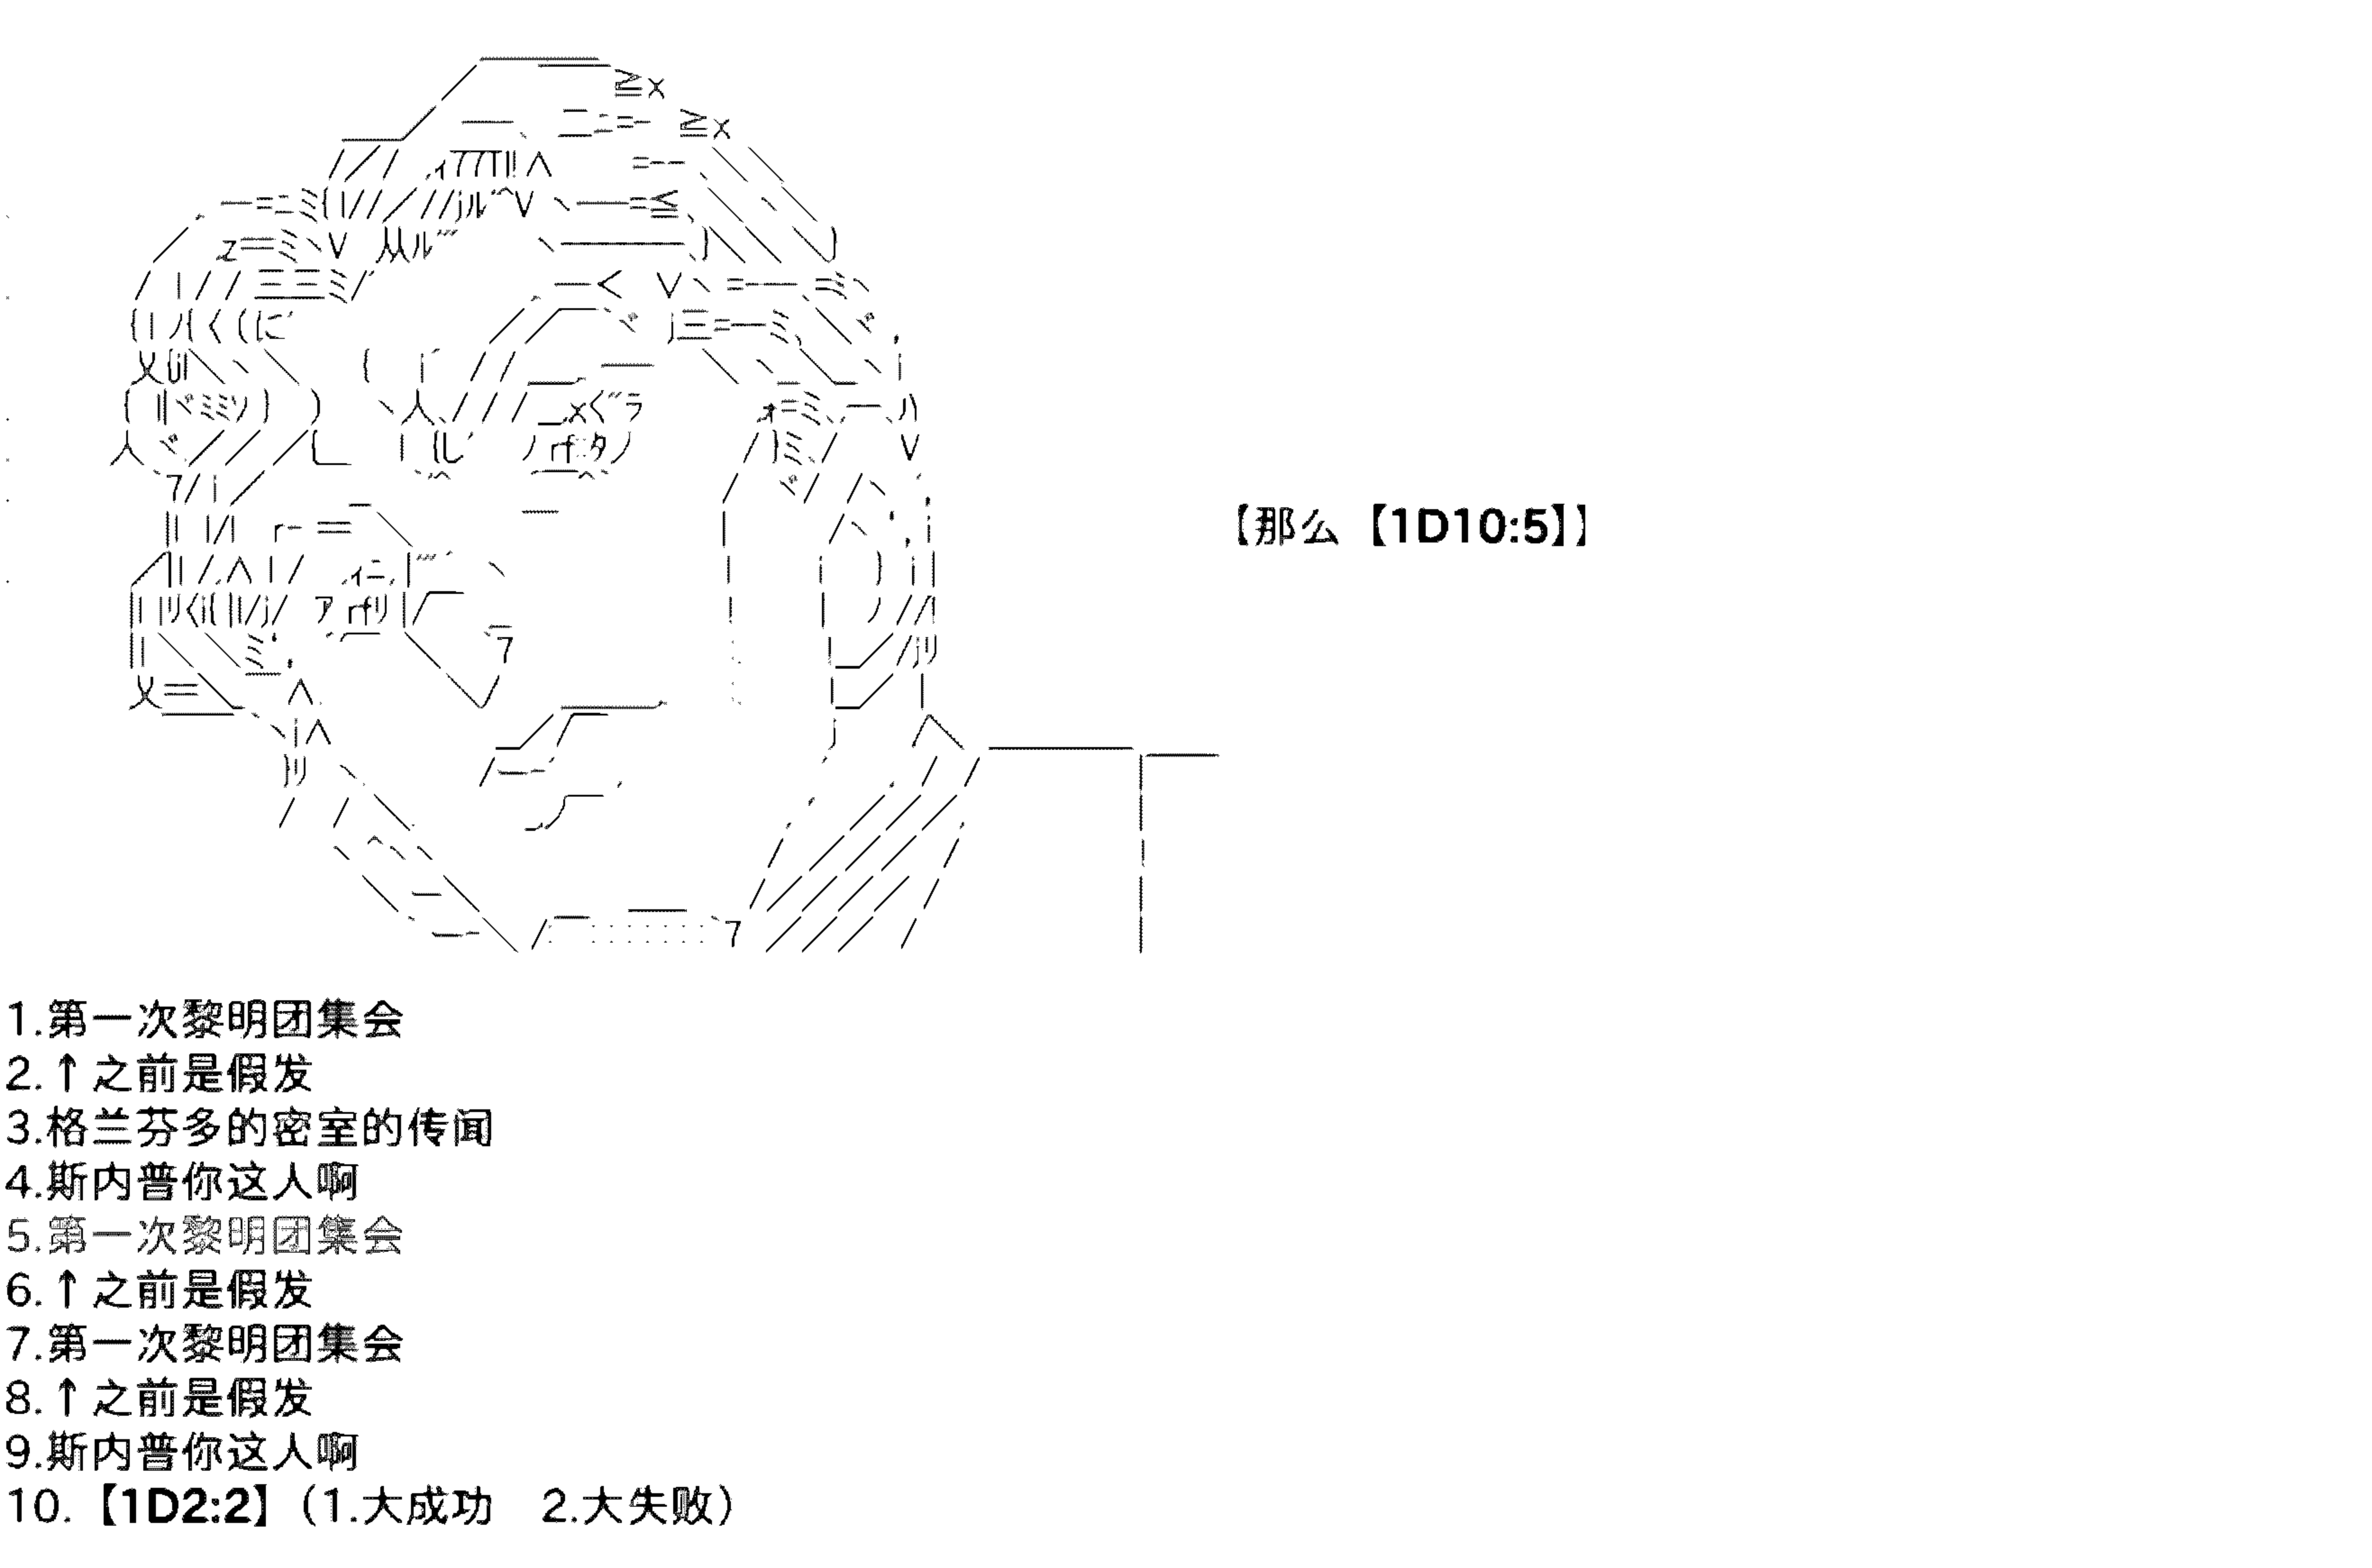 【那么【1D10:5】】
1.第一次黎明团集会
2.↑之前是假发
3.格兰芬多的密室的传闻
4.斯内普你这人啊
5.第一次黎明团集会
6.↑之前是假发
7.第一次黎明团集会
8.↑之前是假发
9.斯内普你这人啊
10.【1D2:2】（1.大成功　2.大失败）